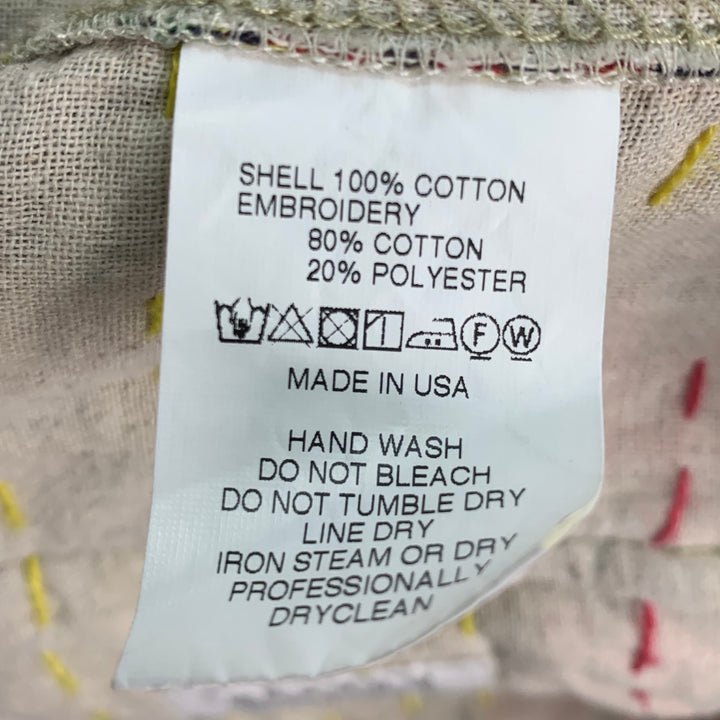 SHELL 100% COTTON
EMBROIDERY
80% COTTON
20% POLYESTER
F W
MADE IN USA
HAND WASH
DO NOT BLEACH
DO NOT TUMBLE DRY
LINE DRY
IRON STEAM OR DRY
PROFESSIONALLY
DRYCLEAN